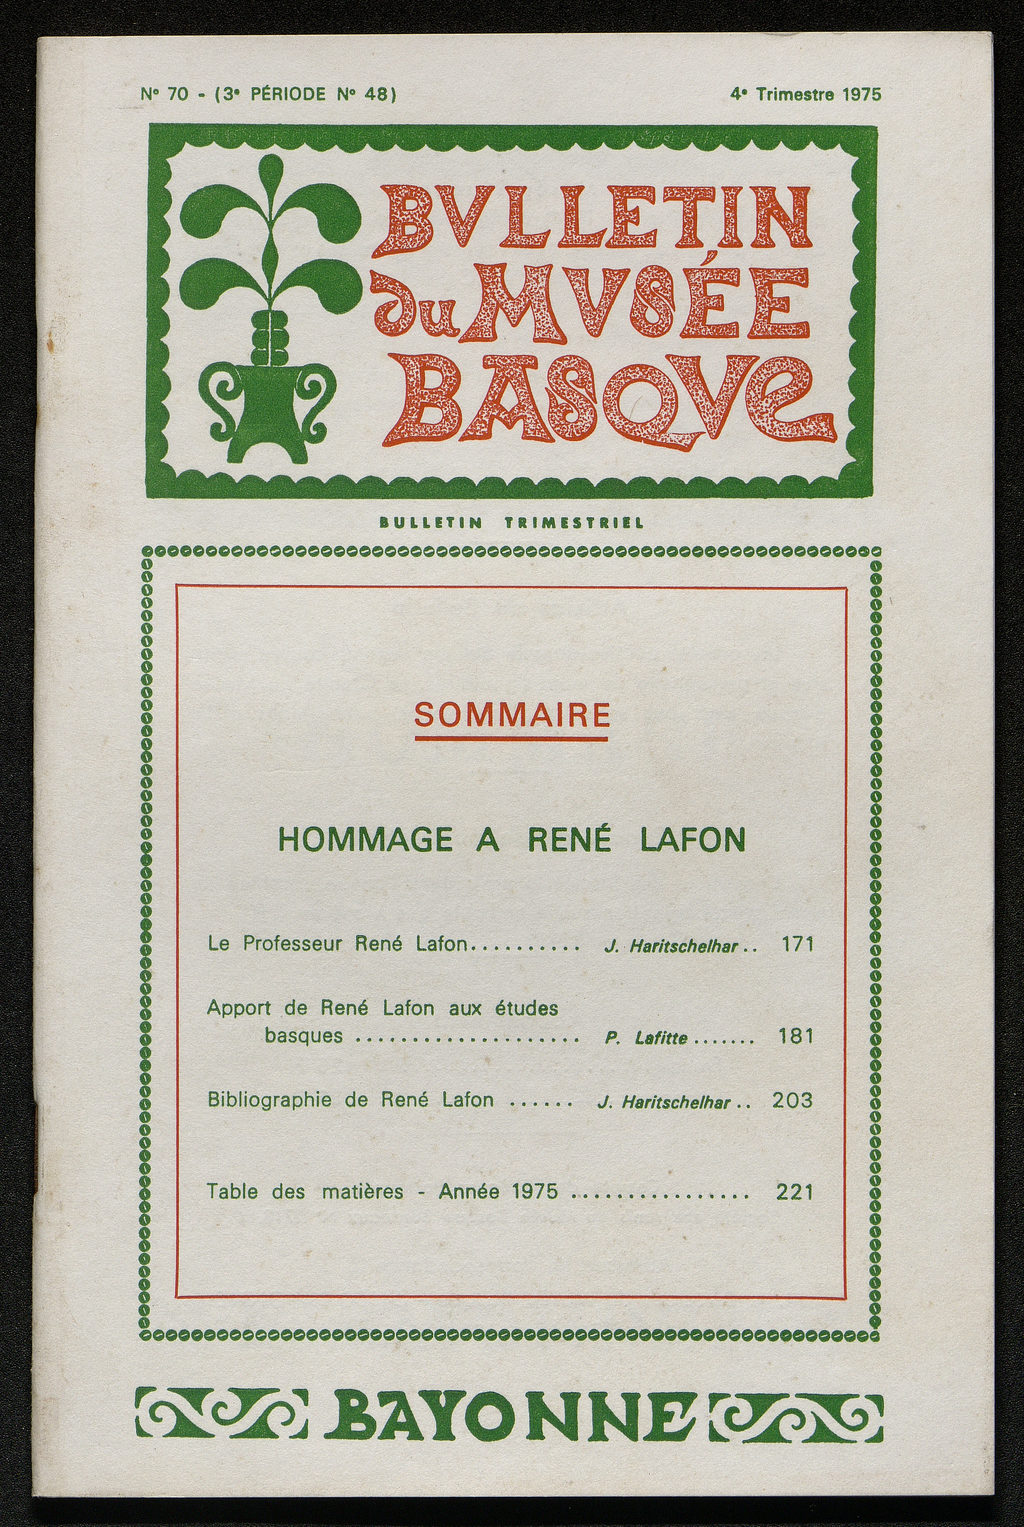 Nº 70 - (3e PÉRIODE Nº 48)
4e Trimestre 1975
BVLLETIN
du MVSÉE
BASQVe
BULLETIN TRIMESTRIEL
SOMMAIRE
HOMMAGE A RENÉ LAFON
Le Professeur René Lafon.......... J. Haritschelhar.. 171
Apport de René Lafon aux études
basques .................... P. Lafitte....... 181
Bibliographie de René Lafon ...... J. Haritschelhar.. 203
Table des matières - Année 1975 ................ 221
BAYONNE